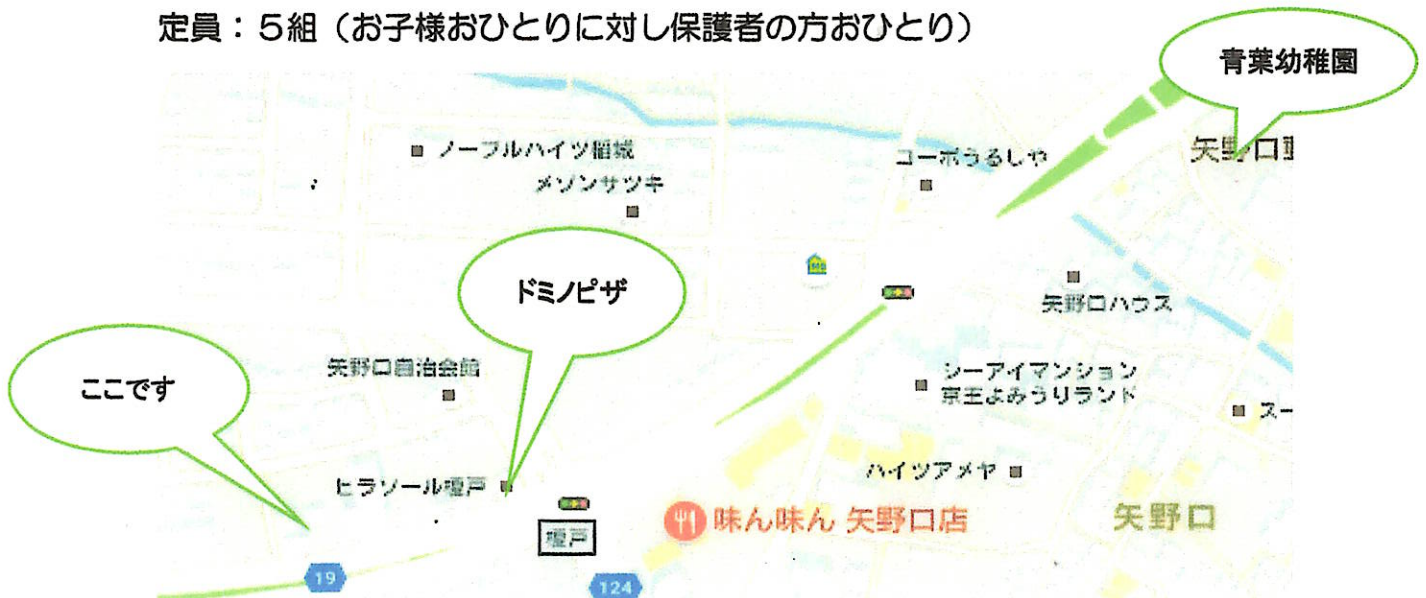 定員：５組（お子様おひとりに対し保護者の方おひとり）
青葉幼稚園
ノーブルハイツ稲城
メゾンサツキ
コーポうるしや
矢野口
ドミノピザ
矢野口ハウス
ここです
矢野口自治会館
シーアイマンション
京王よみうりランド
スー
ヒラソール榎戸
ハイツアメヤ
味ん味ん 矢野口店
矢野口
榎戸
19
124